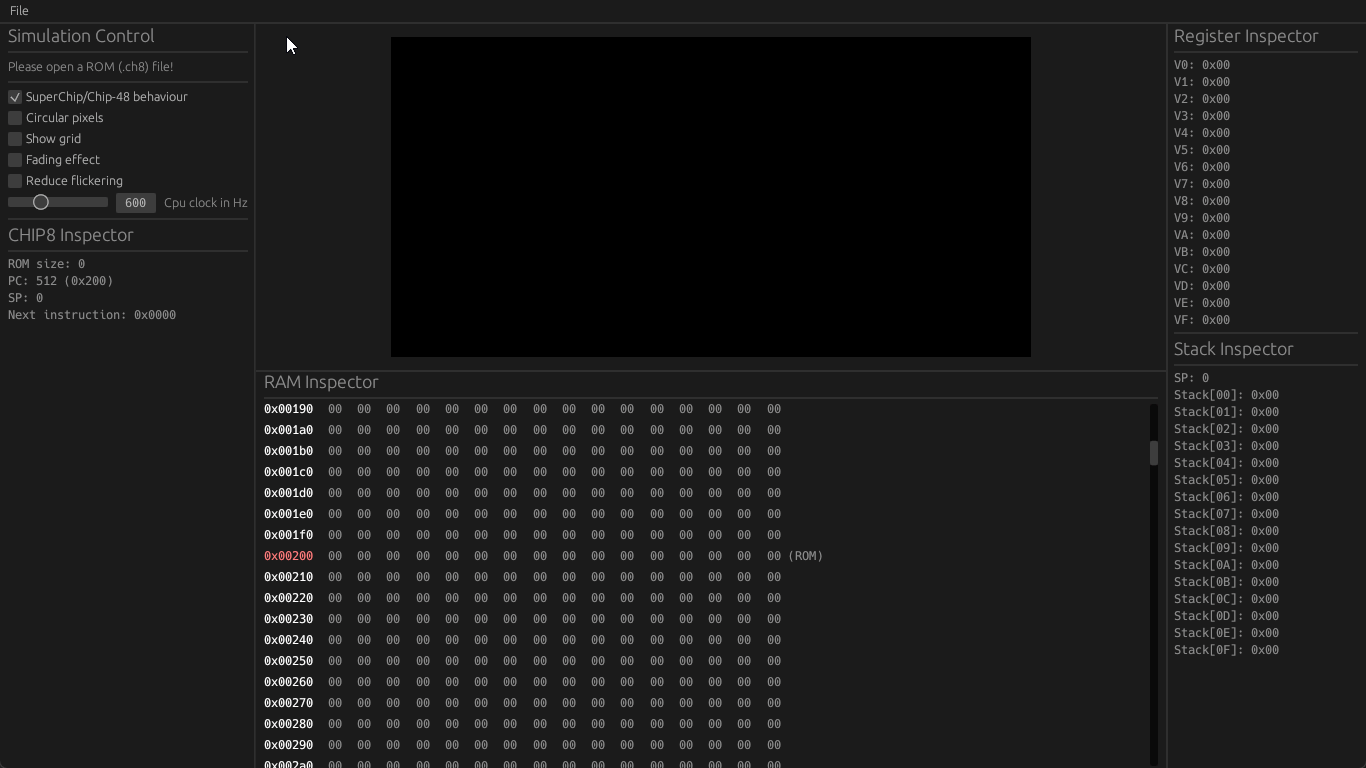 File
Simulation Control
Please open a ROM (.ch8) file!
SuperChip/Chip-48 behaviour
Circular pixels
Show grid
Fading effect
Reduce flickering
600 Cpu clock in Hz
CHIP8 Inspector
ROM size: 0
PC: 512 (0x200)
SP: 0
Next instruction: 0x0000
RAM Inspector
0x00190 00 00 00 00 00 00 00 00 00 00 00 00 00 00 00 00
0x001a0 00 00 00 00 00 00 00 00 00 00 00 00 00 00 00 00
0x001b0 00 00 00 00 00 00 00 00 00 00 00 00 00 00 00 00
0x001c0 00 00 00 00 00 00 00 00 00 00 00 00 00 00 00 00
0x001d0 00 00 00 00 00 00 00 00 00 00 00 00 00 00 00 00
0x001e0 00 00 00 00 00 00 00 00 00 00 00 00 00 00 00 00
0x001f0 00 00 00 00 00 00 00 00 00 00 00 00 00 00 00 00
0x00200 00 00 00 00 00 00 00 00 00 00 00 00 00 00 00 00 (ROM)
0x00210 00 00 00 00 00 00 00 00 00 00 00 00 00 00 00 00
0x00220 00 00 00 00 00 00 00 00 00 00 00 00 00 00 00 00
0x00230 00 00 00 00 00 00 00 00 00 00 00 00 00 00 00 00
0x00240 00 00 00 00 00 00 00 00 00 00 00 00 00 00 00 00
0x00250 00 00 00 00 00 00 00 00 00 00 00 00 00 00 00 00
0x00260 00 00 00 00 00 00 00 00 00 00 00 00 00 00 00 00
0x00270 00 00 00 00 00 00 00 00 00 00 00 00 00 00 00 00
0x00280 00 00 00 00 00 00 00 00 00 00 00 00 00 00 00 00
0x00290 00 00 00 00 00 00 00 00 00 00 00 00 00 00 00 00
0x002a0 00 00 00 00 00 00 00 00 00 00 00 00 00 00 00 00
Register Inspector
V0: 0x00
V1: 0x00
V2: 0x00
V3: 0x00
V4: 0x00
V5: 0x00
V6: 0x00
V7: 0x00
V8: 0x00
V9: 0x00
VA: 0x00
VB: 0x00
VC: 0x00
VD: 0x00
VE: 0x00
VF: 0x00
Stack Inspector
SP: 0
Stack[00]: 0x00
Stack[01]: 0x00
Stack[02]: 0x00
Stack[03]: 0x00
Stack[04]: 0x00
Stack[05]: 0x00
Stack[06]: 0x00
Stack[07]: 0x00
Stack[08]: 0x00
Stack[09]: 0x00
Stack[0A]: 0x00
Stack[0B]: 0x00
Stack[0C]: 0x00
Stack[0D]: 0x00
Stack[0E]: 0x00
Stack[0F]: 0x00